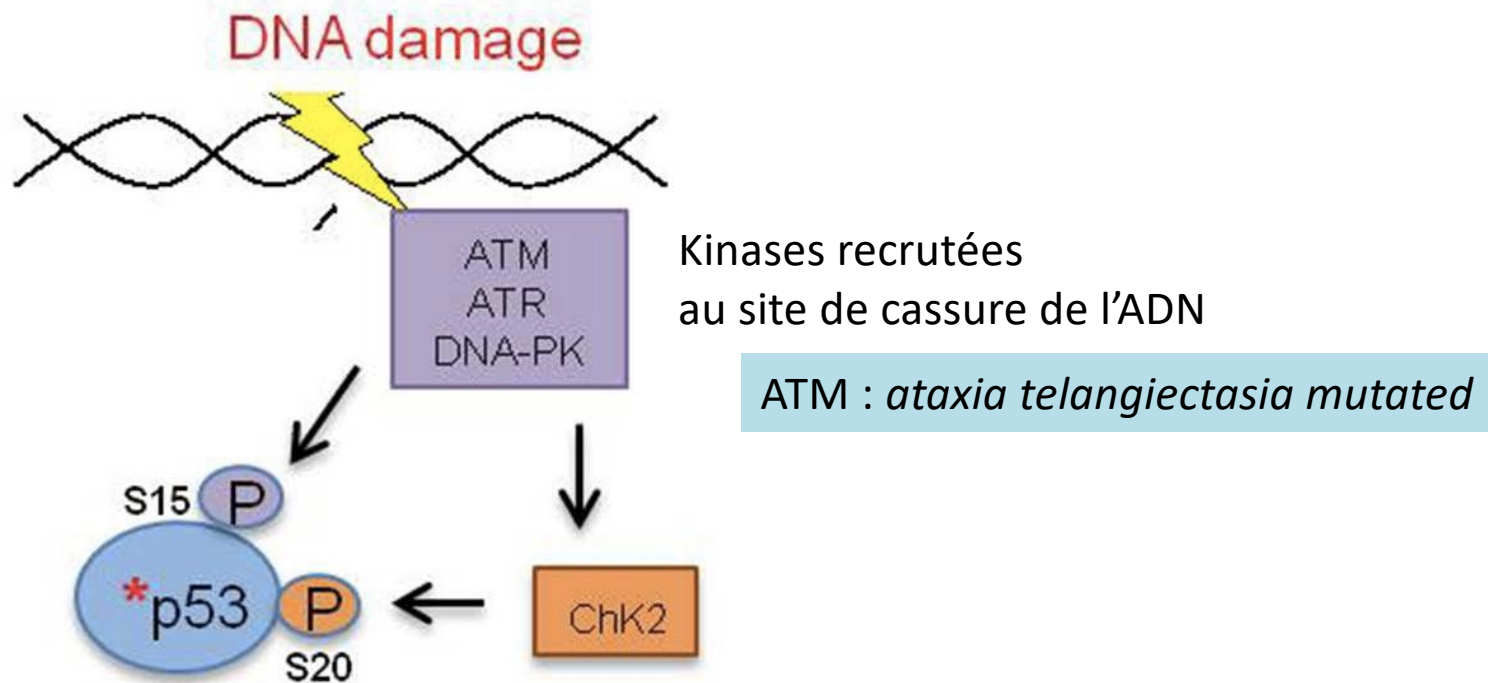 DNA damage
ATM
ATR
DNA-PK
Kinases recrutées
au site de cassure de l’ADN
ATM : ataxia telangiectasia mutated
S15 P
*p53 P
S20
ChK2